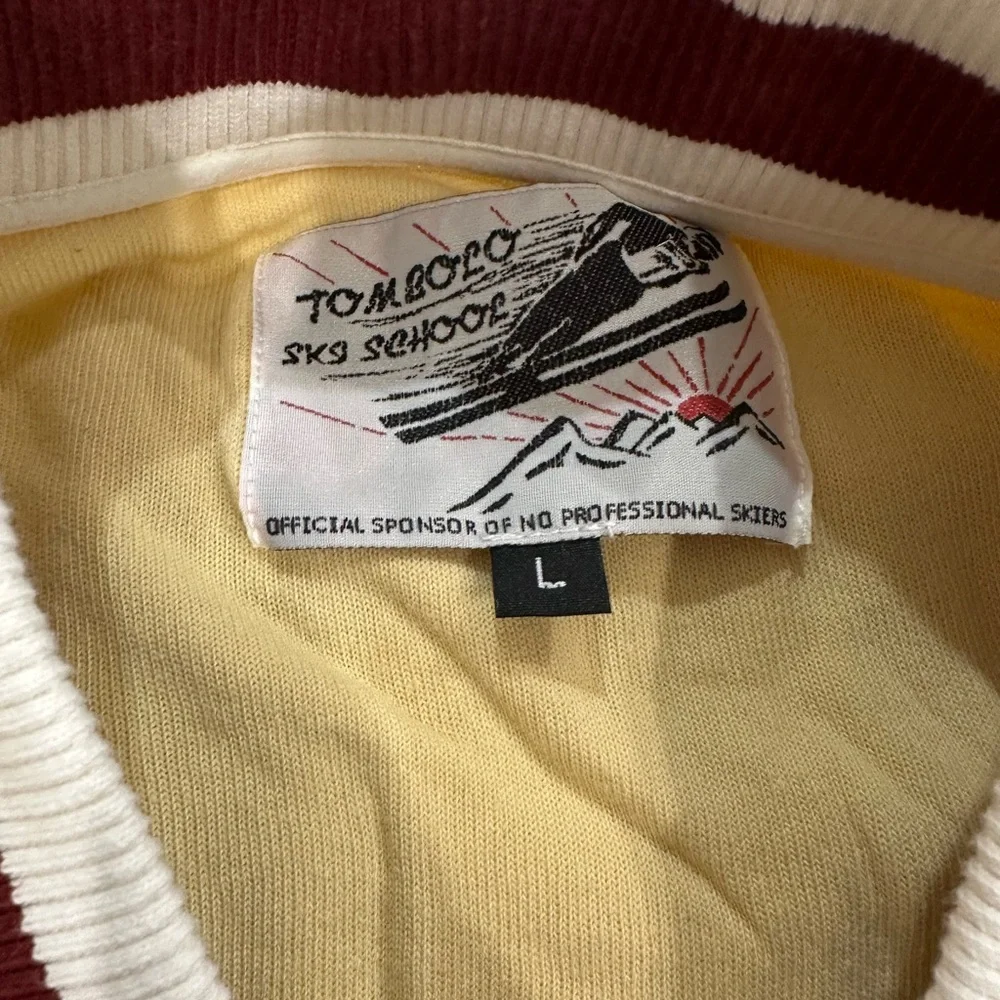 TOMBOLO
SKI SCHOOL
OFFICIAL SPONSOR OF NO PROFESSIONAL SKIERS
L